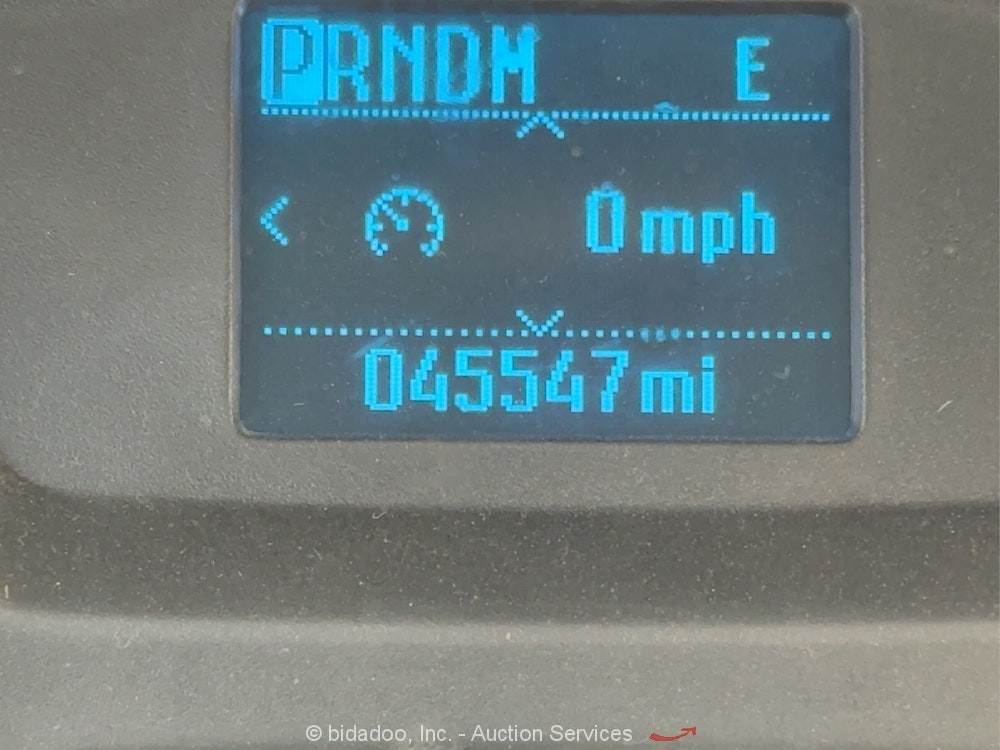 PRNDM E
0 mph
045547 mi
© bidadoo, Inc. - Auction Services